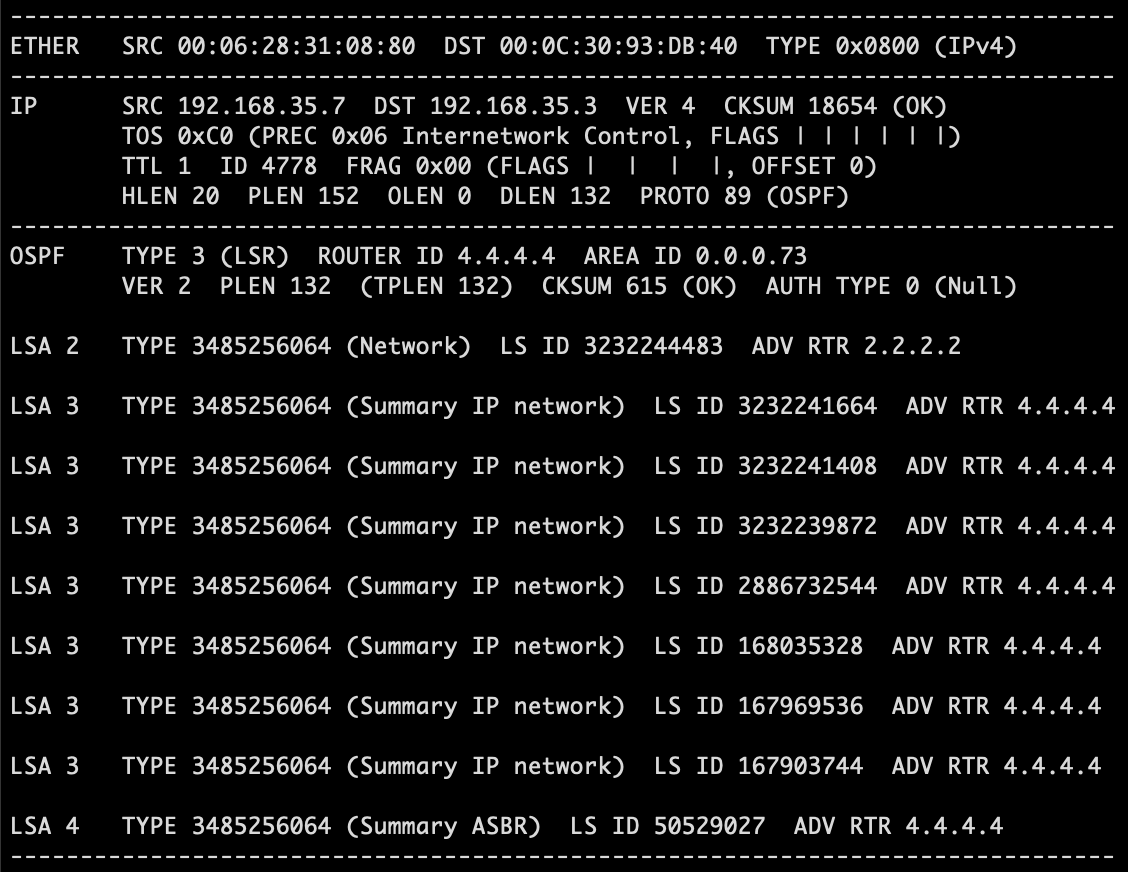 --------------------------------------------------------------------------------
ETHER   SRC 00:06:28:31:08:80  DST 00:0C:30:93:DB:40  TYPE 0x0800 (IPv4)
--------------------------------------------------------------------------------
IP      SRC 192.168.35.7  DST 192.168.35.3  VER 4  CKSUM 18654 (OK)
        TOS 0xC0 (PREC 0x06 Internetwork Control, FLAGS | | | | | |)
        TTL 1  ID 4778  FRAG 0x00 (FLAGS |  |  |  |, OFFSET 0)
        HLEN 20  PLEN 152  OLEN 0  DLEN 132  PROTO 89 (OSPF)
--------------------------------------------------------------------------------
OSPF    TYPE 3 (LSR)  ROUTER ID 4.4.4.4  AREA ID 0.0.0.73
        VER 2  PLEN 132  (TPLEN 132)  CKSUM 615 (OK)  AUTH TYPE 0 (Null)

LSA 2   TYPE 3485256064 (Network)  LS ID 3232244483  ADV RTR 2.2.2.2

LSA 3   TYPE 3485256064 (Summary IP network)  LS ID 3232241664  ADV RTR 4.4.4.4

LSA 3   TYPE 3485256064 (Summary IP network)  LS ID 3232241408  ADV RTR 4.4.4.4

LSA 3   TYPE 3485256064 (Summary IP network)  LS ID 3232239872  ADV RTR 4.4.4.4

LSA 3   TYPE 3485256064 (Summary IP network)  LS ID 2886732544  ADV RTR 4.4.4.4

LSA 3   TYPE 3485256064 (Summary IP network)  LS ID 168035328  ADV RTR 4.4.4.4

LSA 3   TYPE 3485256064 (Summary IP network)  LS ID 167969536  ADV RTR 4.4.4.4

LSA 3   TYPE 3485256064 (Summary IP network)  LS ID 167903744  ADV RTR 4.4.4.4

LSA 4   TYPE 3485256064 (Summary ASBR)  LS ID 50529027  ADV RTR 4.4.4.4
--------------------------------------------------------------------------------